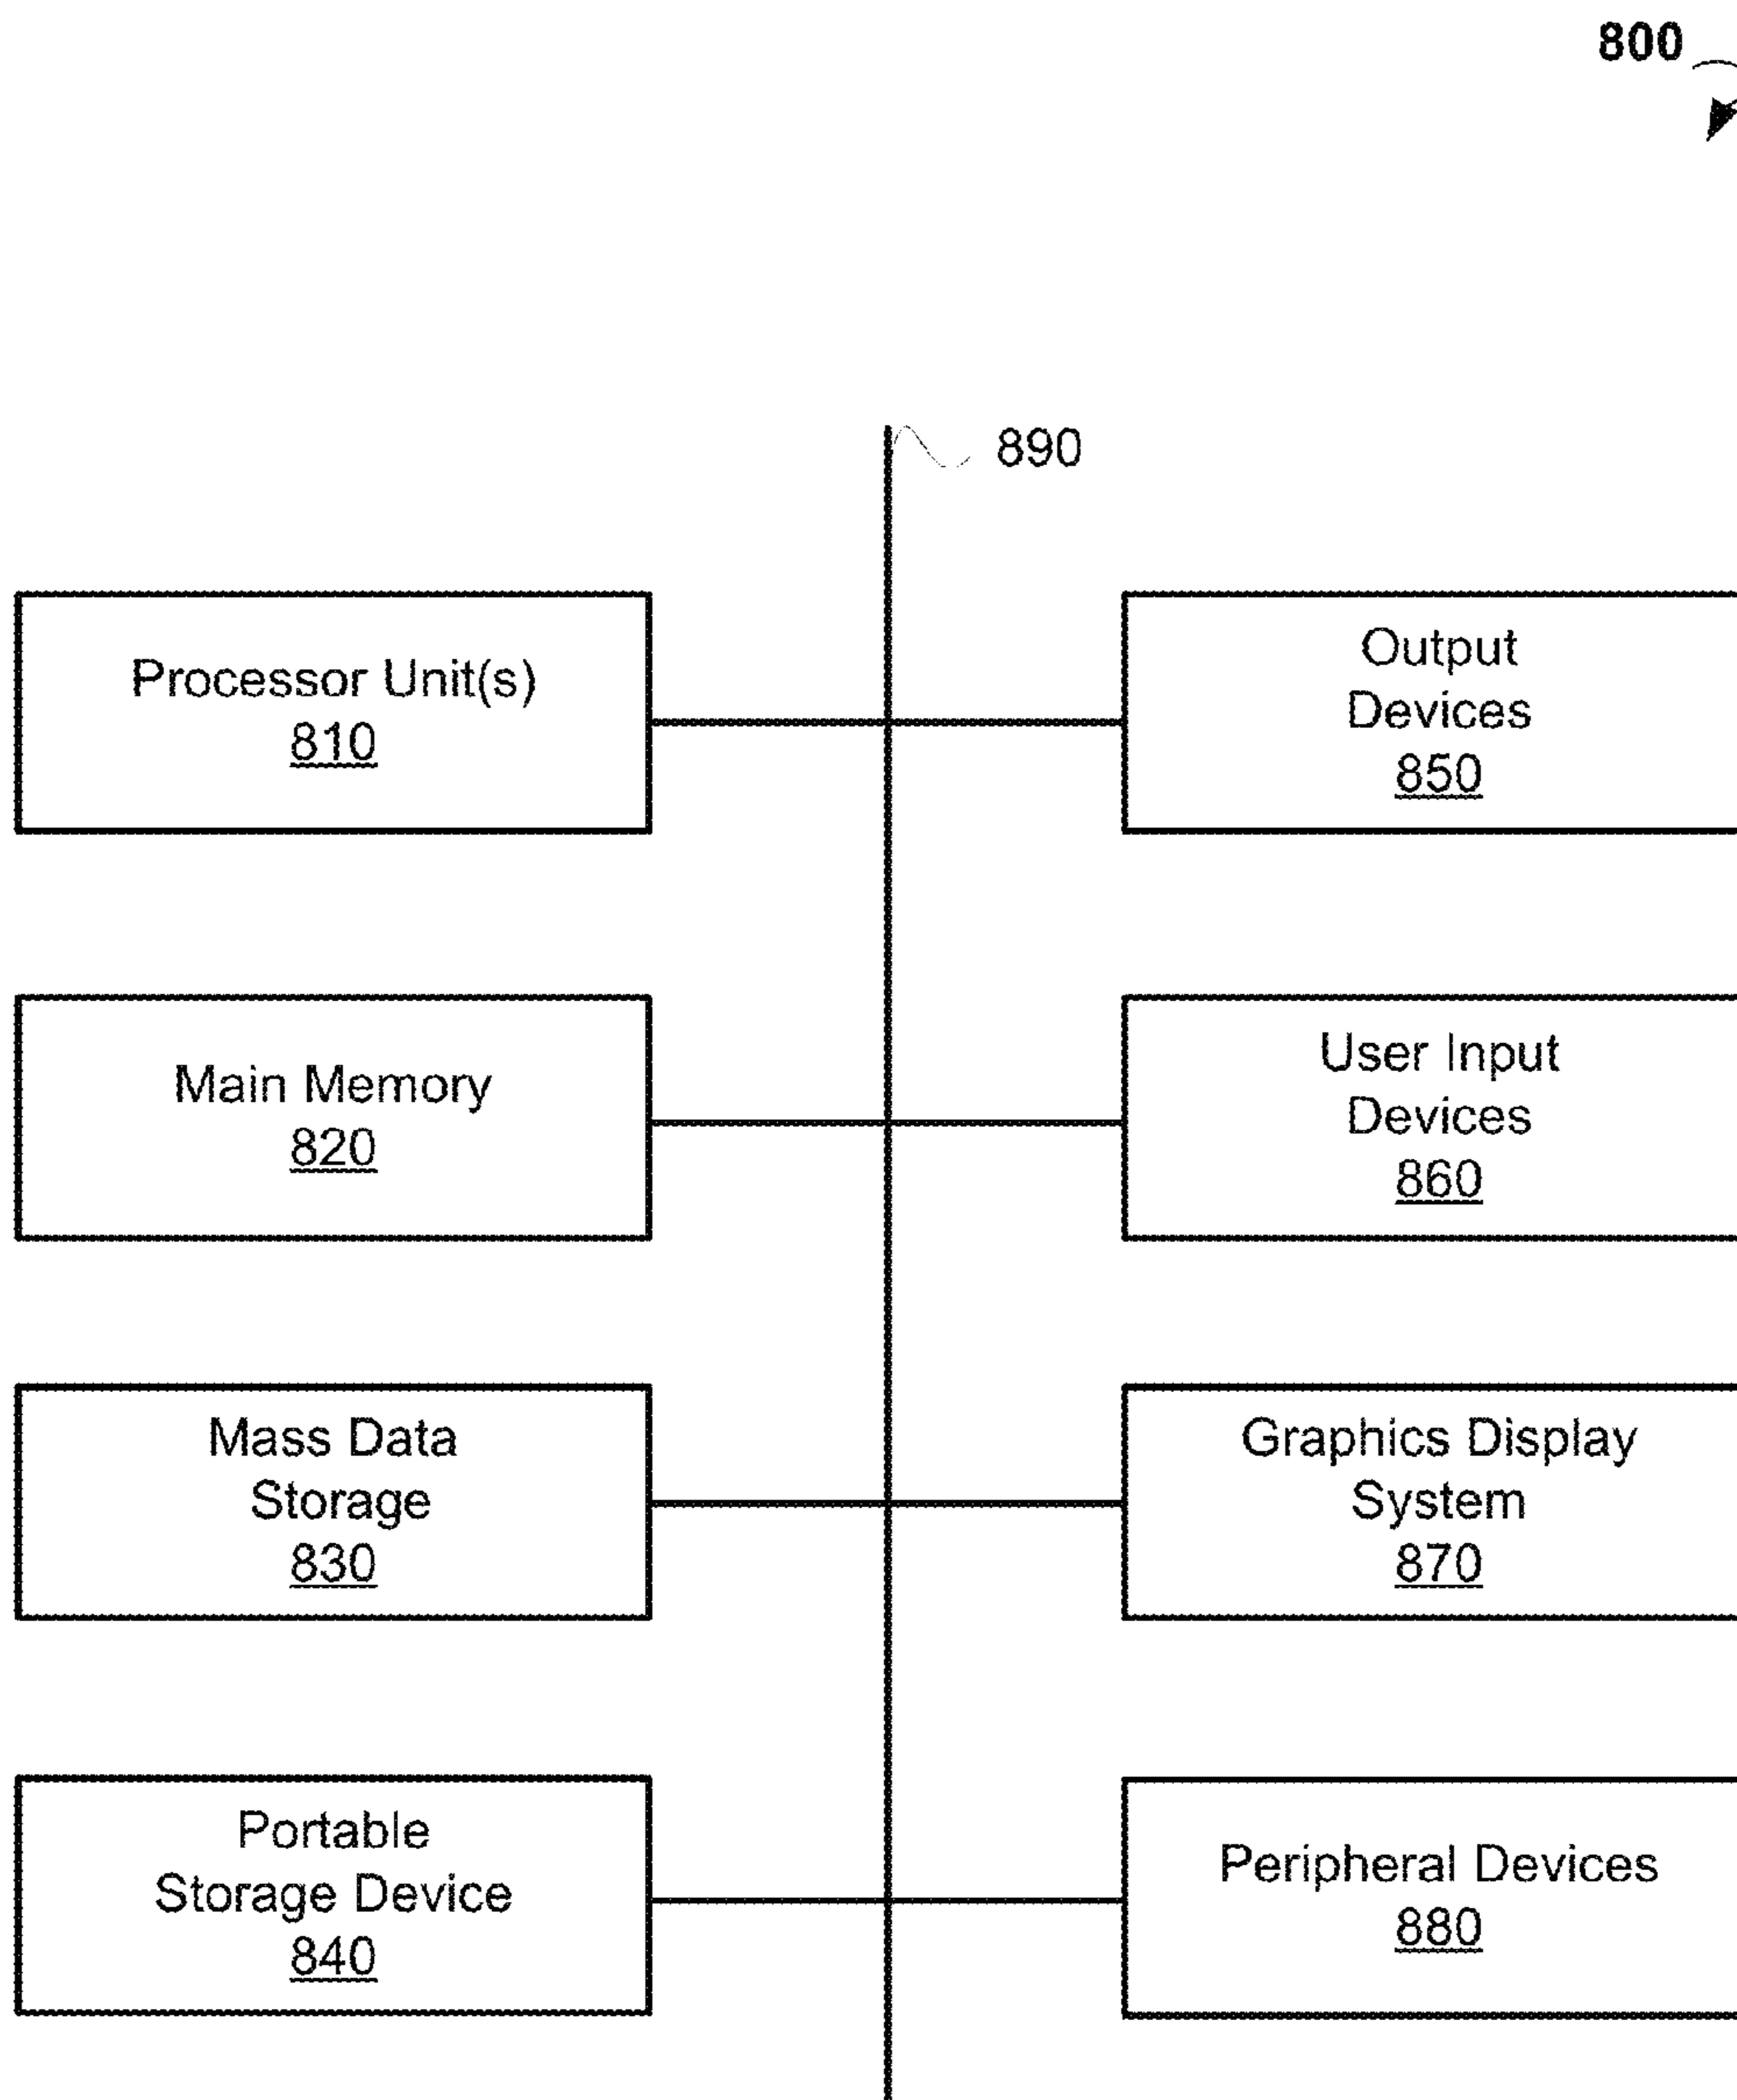 800
890
Processor Unit(s)
810
Output
Devices
850
Main Memory
820
User Input
Devices
860
Mass Data
Storage
830
Graphics Display
System
870
Portable
Storage Device
840
Peripheral Devices
880